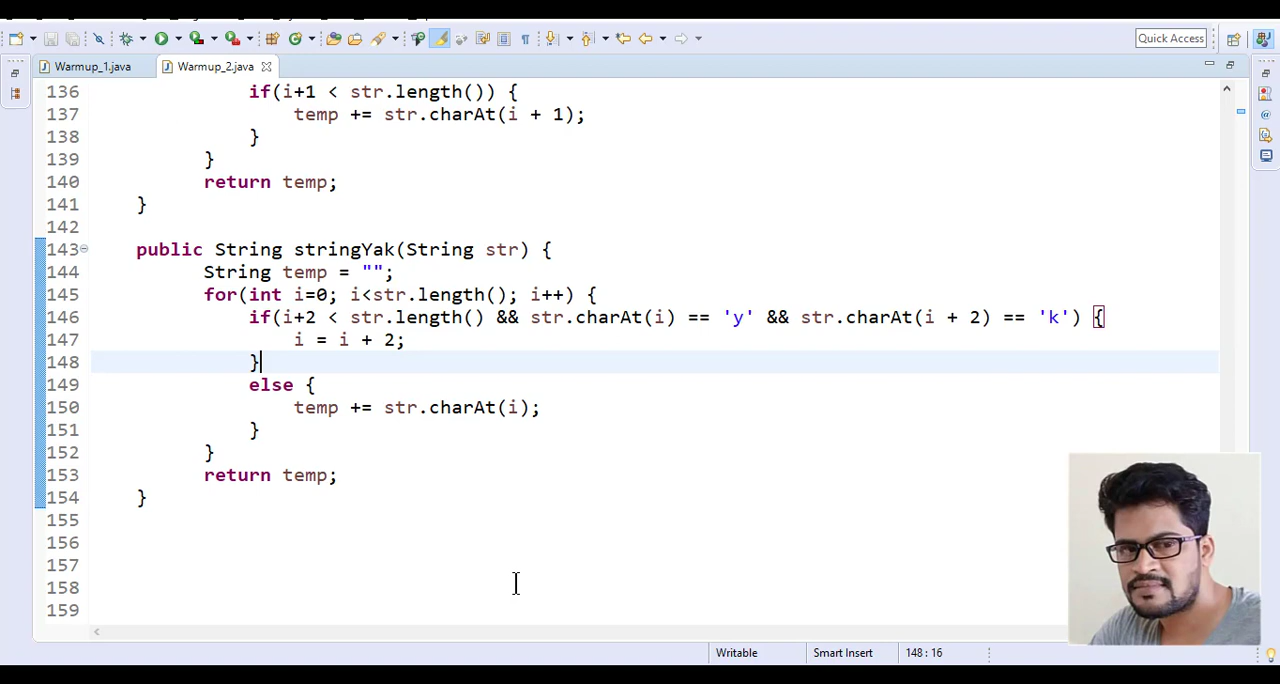 Quick Access
Warmup_1.java
Warmup_2.java
136 if(i+1 < str.length()) {
137 temp += str.charAt(i + 1);
138 }
139 }
140 return temp;
141 }
142
143 public String stringYak(String str) {
144 String temp = "";
145 for(int i=0; i<str.length(); i++) {
146 if(i+2 < str.length() && str.charAt(i) == 'y' && str.charAt(i + 2) == 'k') {
147 i = i + 2;
148 }
149 else {
150 temp += str.charAt(i);
151 }
152 }
153 return temp;
154 }
155
156
157
158
159
Writable Smart Insert 148 : 16